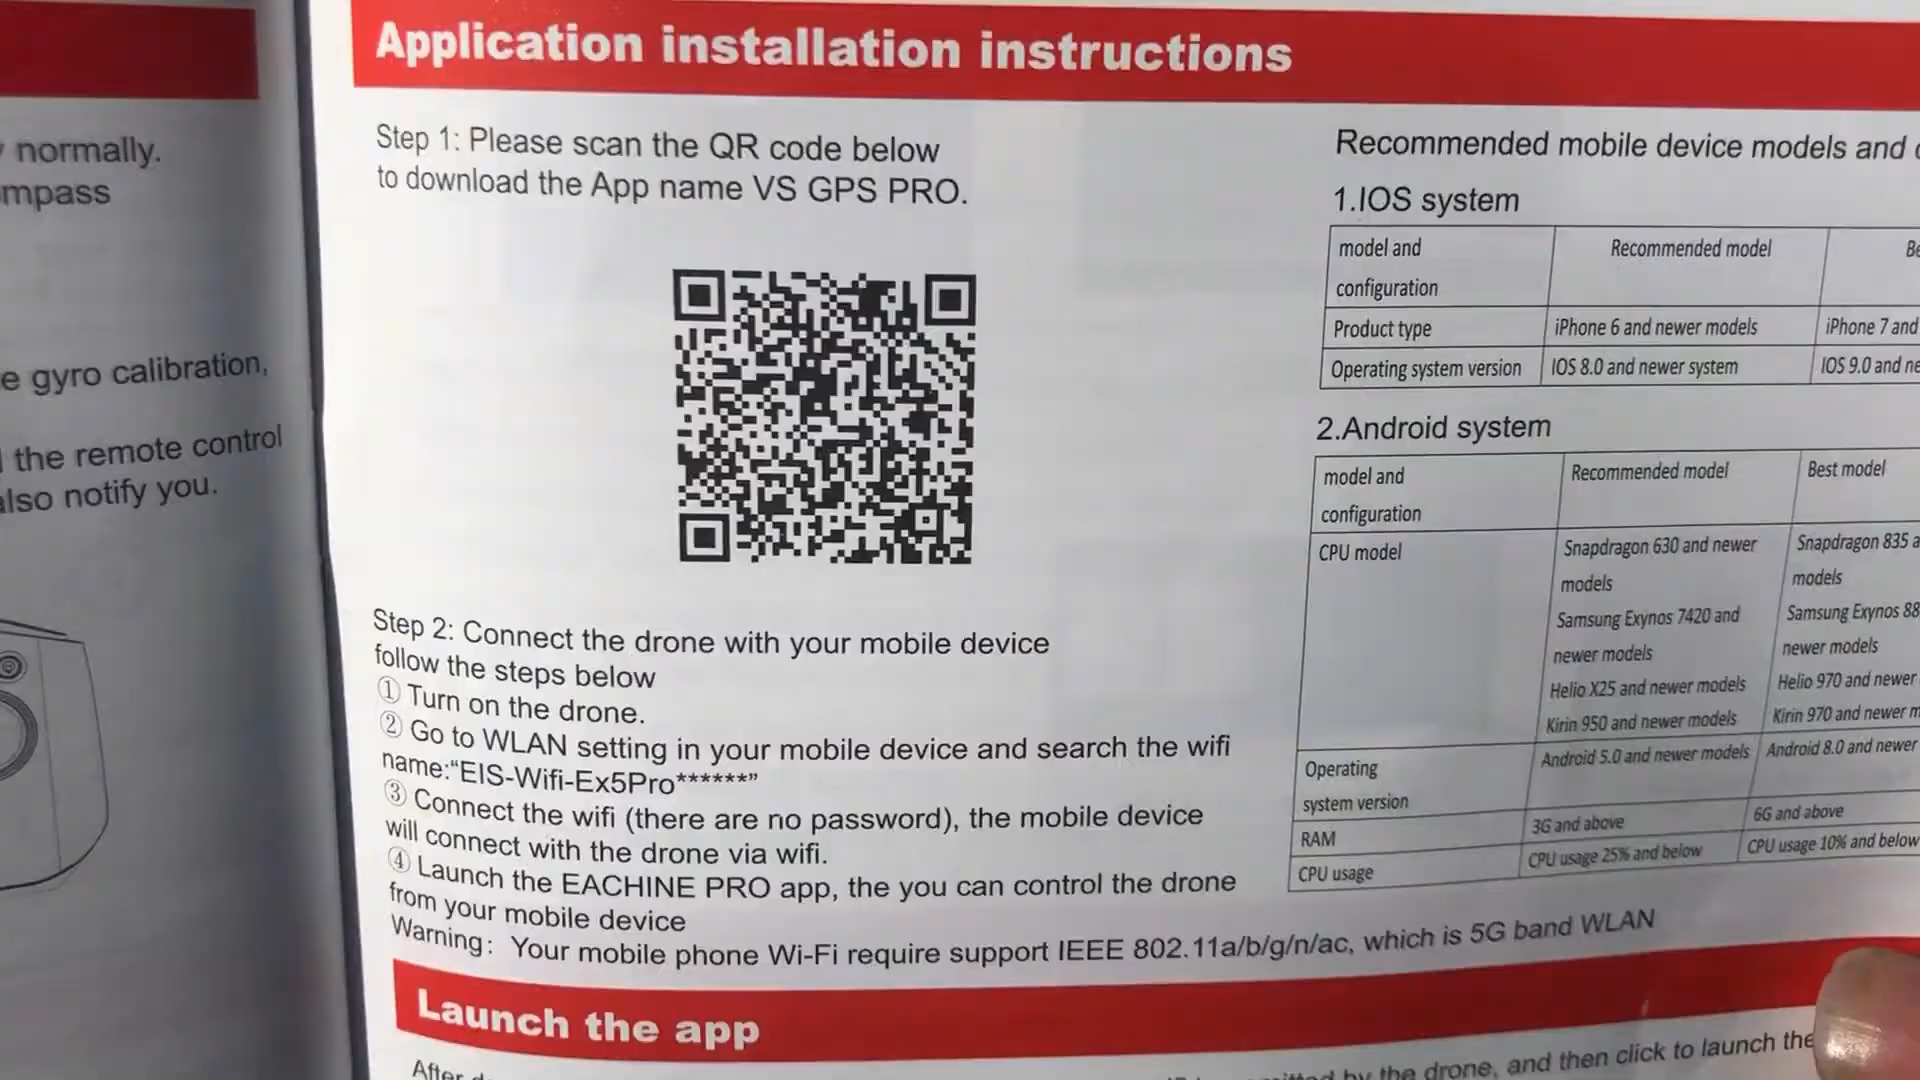 normally.
mpass
e gyro calibration,
the remote control
also notify you.
Application installation instructions
Step 1: Please scan the QR code below
to download the App name VS GPS PRO.
Step 2: Connect the drone with your mobile device
follow the steps below
① Turn on the drone.
② Go to WLAN setting in your mobile device and search the wifi
name:“EIS-Wifi-Ex5Pro******”
③ Connect the wifi (there are no password), the mobile device
will connect with the drone via wifi.
④ Launch the EACHINE PRO app, the you can control the drone
from your mobile device
Warning: Your mobile phone Wi-Fi require support IEEE 802.11a/b/g/n/ac, which is 5G band WLAN
Recommended mobile device models and
1.IOS system
model and configuration Recommended model Be
Product type iPhone 6 and newer models iPhone 7 and
Operating system version IOS 8.0 and newer system IOS 9.0 and ne
2.Android system
model and Recommended model Best model
configuration
CPU model Snapdragon 630 and newer Snapdragon 835 a
models models
Samsung Exynos 7420 and Samsung Exynos 88
newer models newer models
Helio X25 and newer models Helio 970 and newer
Kirin 950 and newer models Kirin 970 and newer m
Operating Android 5.0 and newer models Android 8.0 and newer
system version
RAM 3G and above 6G and above
CPU usage CPU usage 25% and below CPU usage 10% and below
Launch the app
After by the drone, and then click to launch the